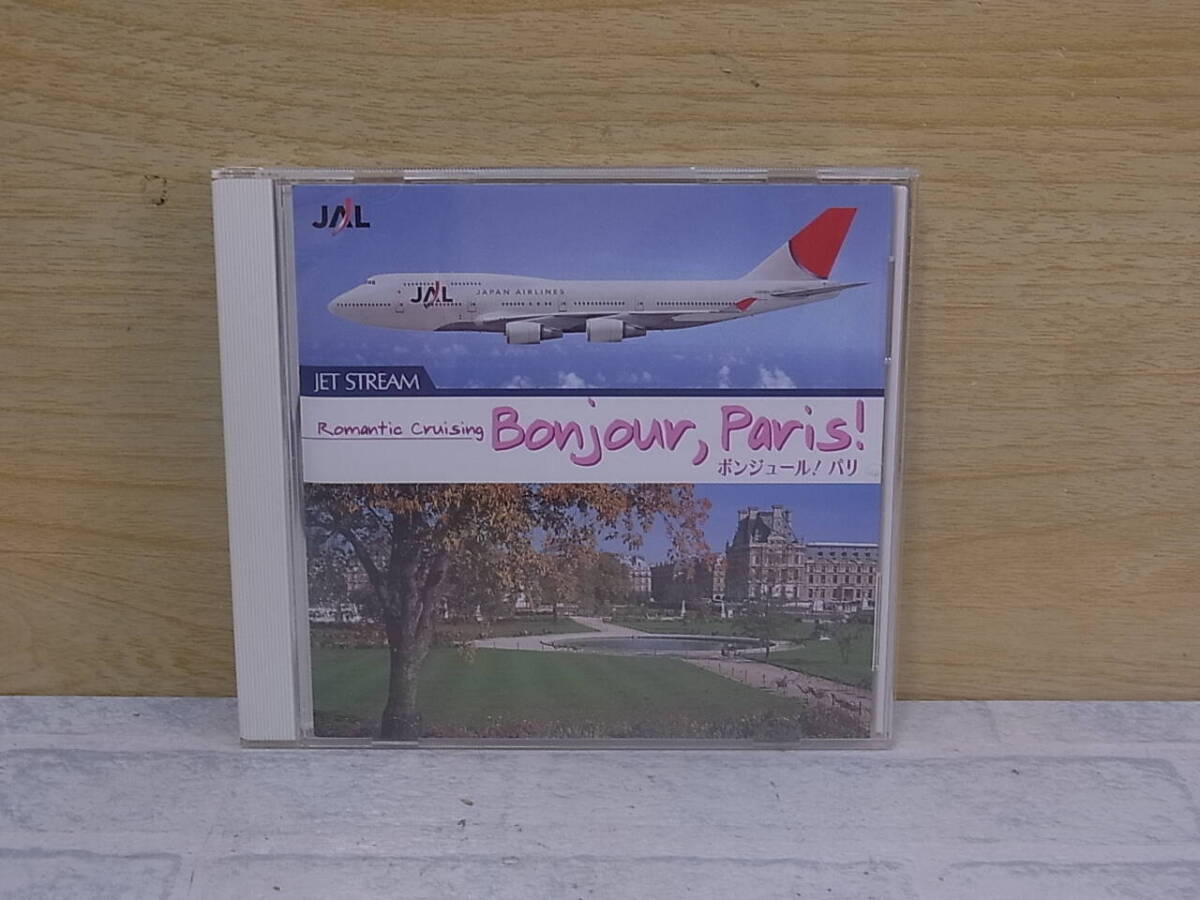 JAL
JAL JAPAN AIRLINES
JET STREAM
Romantic Cruising Bonjour, Paris!
ボンジュール! パリ